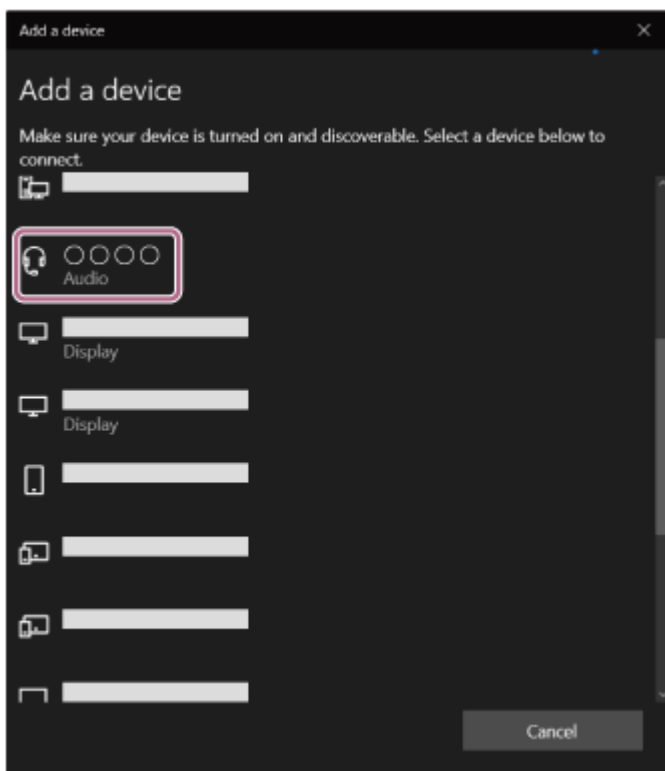 Add a device
Add a device
Make sure your device is turned on and discoverable. Select a device below to
connect.
○○○○
Audio
Display
Display
Cancel